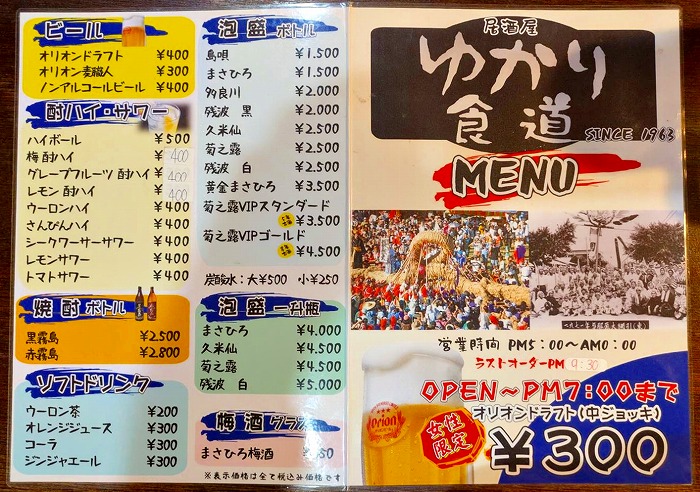 ビール
オリオンドラフト ¥400
オリオン麦職人 ¥300
ノンアルコールビール ¥400
酎ハイ・サワー
ハイボール ¥500
梅 酎ハイ ¥400
グレープフルーツ 酎ハイ ¥400
レモン 酎ハイ ¥400
ウーロンハイ ¥400
さんぴんハイ ¥400
シークワーサーサワー ¥400
レモンサワー ¥400
トマトサワー ¥400
焼酎 ボトル
黒霧島 ¥2.500
赤霧島 ¥2.800
ソフトドリンク
ウーロン茶 ¥200
オレンジジュース ¥300
コーラ ¥300
ジンジャエール ¥300
泡盛 ボトル
島唄 ¥1.500
まさひろ ¥1.500
多良川 ¥2.000
残波 黒 ¥2.000
久米仙 ¥2.500
菊之露 ¥2.500
残波 白 ¥2.500
黄金まさひろ ¥3.500
菊之露VIPスタンダード
¥3.500
菊之露VIPゴールド
¥4.500
炭酸水：大¥500 小¥250
泡盛 一升瓶
まさひろ ¥4.000
久米仙 ¥4.500
菊之露 ¥4.500
残波 白 ¥5.000
梅酒 グラス
まさひろ梅酒
※表示価格は全て税込み価格です
居酒屋
ゆかり
食道
SINCE 1963
MENU
営業時間 PM5：00〜AM0：00
ラストオーダーPM 9:30
OPEN〜PM7:00まで
オリオンドラフト(中ジョッキ)
Orion
女性
限定
¥300